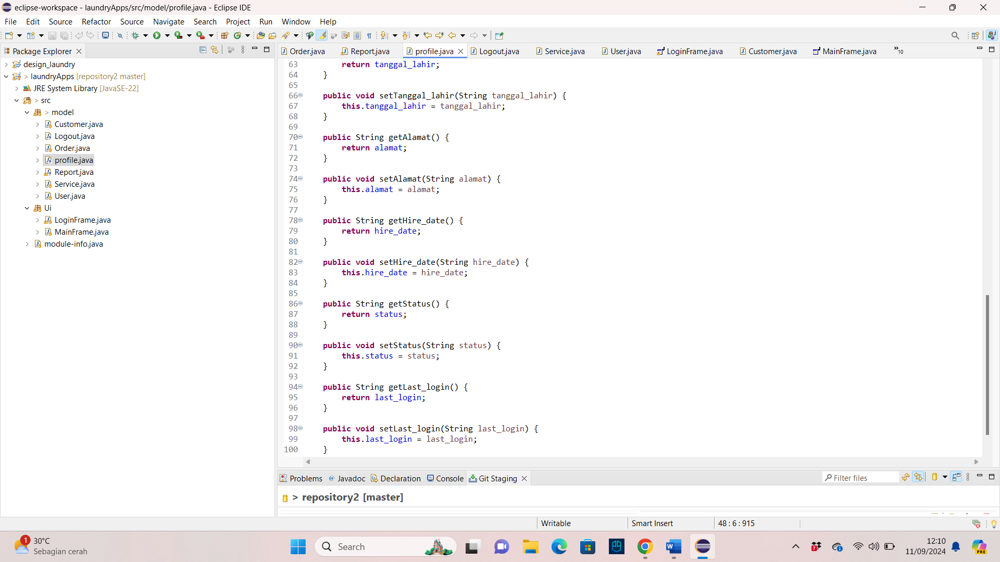 eclipse-workspace - laundryApps/src/model/profile.java - Eclipse IDE
File Edit Source Refactor Source Navigate Search Project Run Window Help
Package Explorer
Order.java Report.java profile.java Logout.java Service.java User.java LoginFrame.java Customer.java MainFrame.java »10
design_laundry
> laundryApps [repository2 master]
JRE System Library [JavaSE-22]
> src
> model
Customer.java
Logout.java
Order.java
profile.java
Report.java
Service.java
User.java
Ui
LoginFrame.java
MainFrame.java
module-info.java
63 return tanggal_lahir;
64 }
65
66 public void setTanggal_lahir(String tanggal_lahir) {
67 this.tanggal_lahir = tanggal_lahir;
68 }
69
70 public String getAlamat() {
71 return alamat;
72 }
73
74 public void setAlamat(String alamat) {
75 this.alamat = alamat;
76 }
77
78 public String getHire_date() {
79 return hire_date;
80 }
81
82 public void setHire_date(String hire_date) {
83 this.hire_date = hire_date;
84 }
85
86 public String getStatus() {
87 return status;
88 }
89
90 public void setStatus(String status) {
91 this.status = status;
92 }
93
94 public String getLast_login() {
95 return last_login;
96 }
97
98 public void setLast_login(String last_login) {
99 this.last_login = last_login;
100 }
Problems @ Javadoc Declaration Console Git Staging
Filter files
> repository2 [master]
Writable Smart Insert 48 : 6 : 915
1
30°C
Sebagian cerah
Search
7
12:10
11/09/2024
PRE